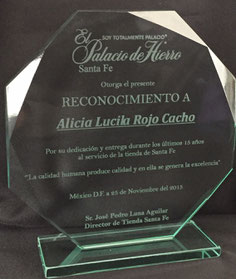 SOY TOTALMENTE PALACIO
El Palacio de Hierro
Santa Fe
Otorga el presente
RECONOCIMIENTO A
Alicia Lucila Rojo Cacho
Por su dedicación y entrega durante los últimos 15 años
al servicio de la tienda de Santa Fe
"La calidad humana produce calidad y en ella se genera la excelencia"
México D.F. a 25 de Noviembre del 2015
Sr. José Pedro Luna Aguilar
Director de Tienda Santa Fe